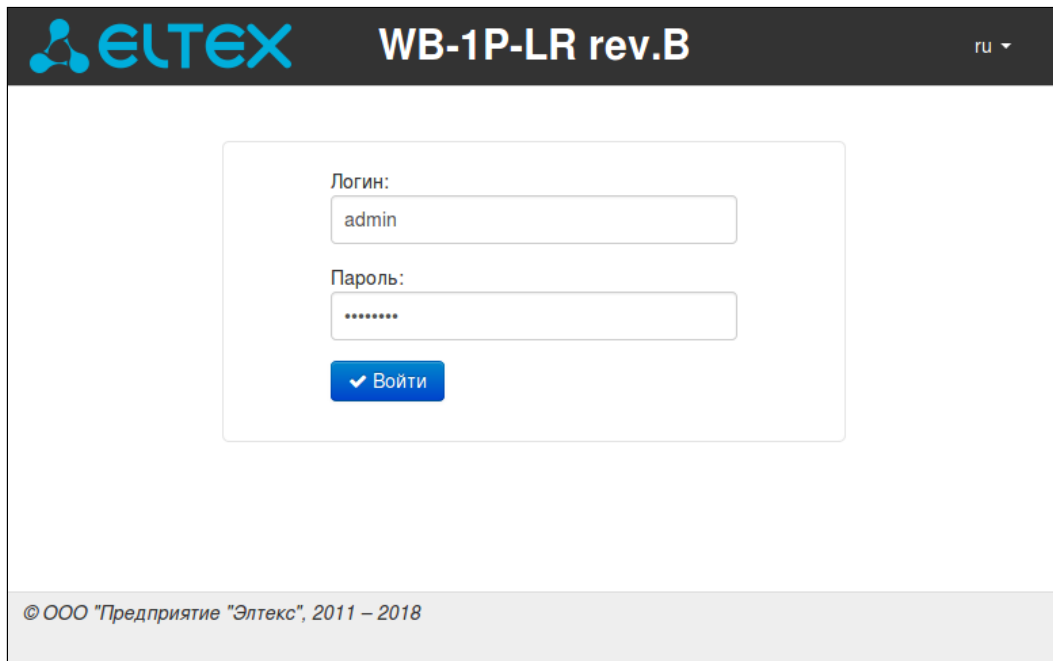 ELTEX
WB-1P-LR rev.B
ru
Логин:
admin
Пароль:
••••••••
Войти
© ООО "Предприятие "Элтекс", 2011 – 2018